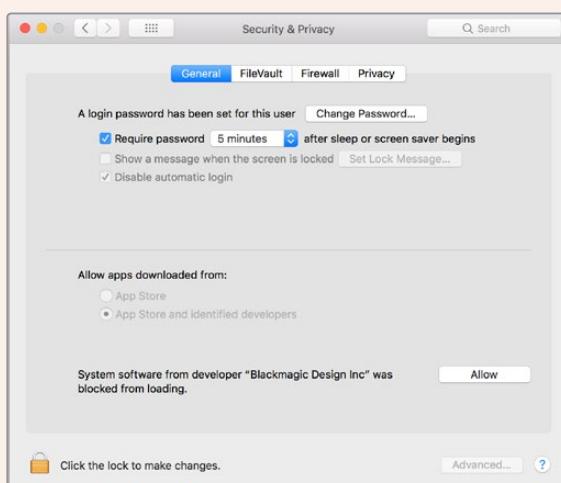 Security & Privacy
Search
General FileVault Firewall Privacy
A login password has been set for this user Change Password...
Require password 5 minutes after sleep or screen saver begins
Show a message when the screen is locked Set Lock Message...
Disable automatic login
Allow apps downloaded from:
App Store
App Store and identified developers
System software from developer “Blackmagic Design Inc” was Allow
blocked from loading.
Click the lock to make changes. Advanced... ?